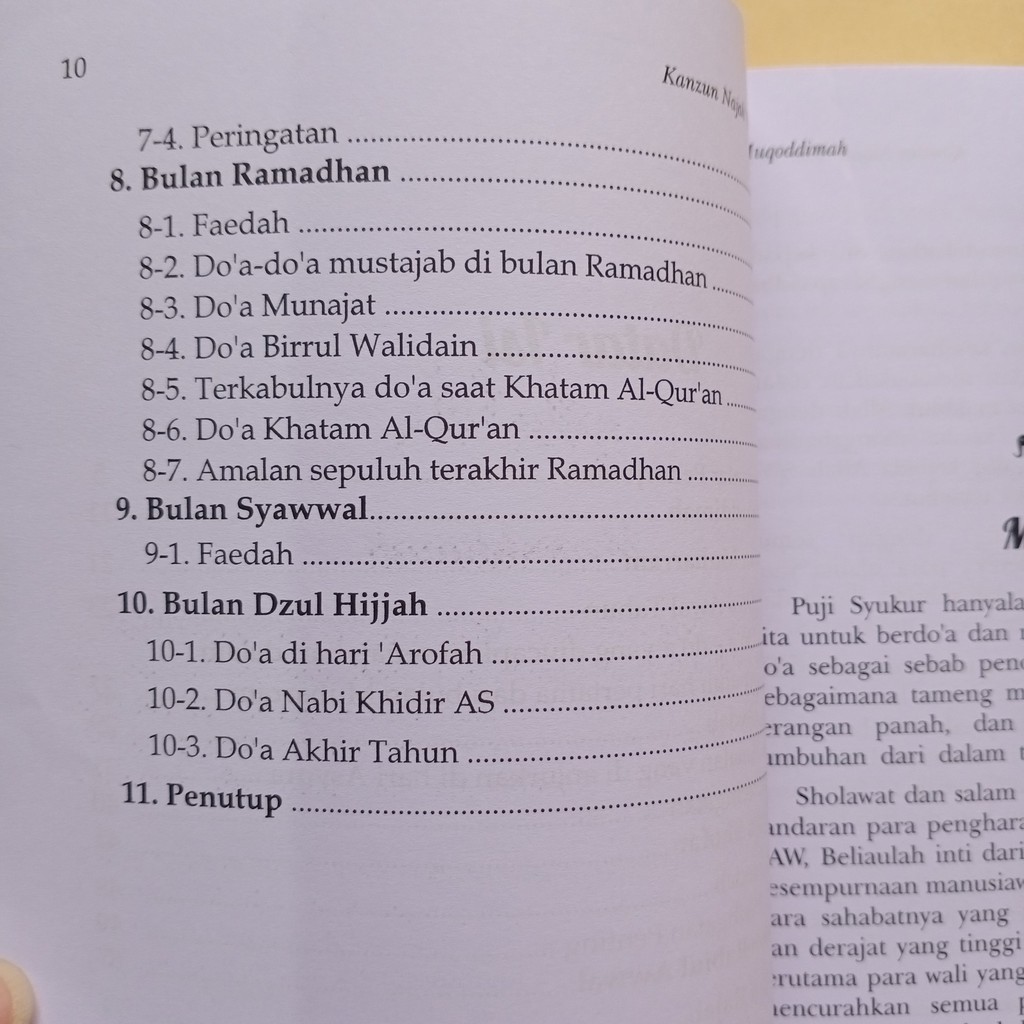 10
Kanzun
7-4. Peringatan ........................................
8. Bulan Ramadhan ........................................
8-1. Faedah ........................................
8-2. Do'a-do'a mustajab di bulan Ramadhan ......
8-3. Do'a Munajat ........................................
8-4. Do'a Birrul Walidain ........................................
8-5. Terkabulnya do'a saat Khatam Al-Qur'an ......
8-6. Do'a Khatam Al-Qur'an ........................................
8-7. Amalan sepuluh terakhir Ramadhan ................
9. Bulan Syawwal........................................
9-1. Faedah ........................................
10. Bulan Dzul Hijjah ........................................
10-1. Do'a di hari 'Arofah ........................................
10-2. Do'a Nabi Khidir AS ........................................
10-3. Do'a Akhir Tahun ........................................
11. Penutup ........................................
uqoddimah
M
Puji Syukur hanyala
ita untuk berdo'a dan
o'a sebagai sebab pen
ebagaimana tameng m
erangan panah, dan
umbuhan dari dalam t
Sholawat dan salam
andaran para penghara
AW, Beliaulah inti dari
esempurnaan manusiaw
ara sahabatnya yang
an derajat yang tinggi
erutama para wali yang
encurahkan semua p